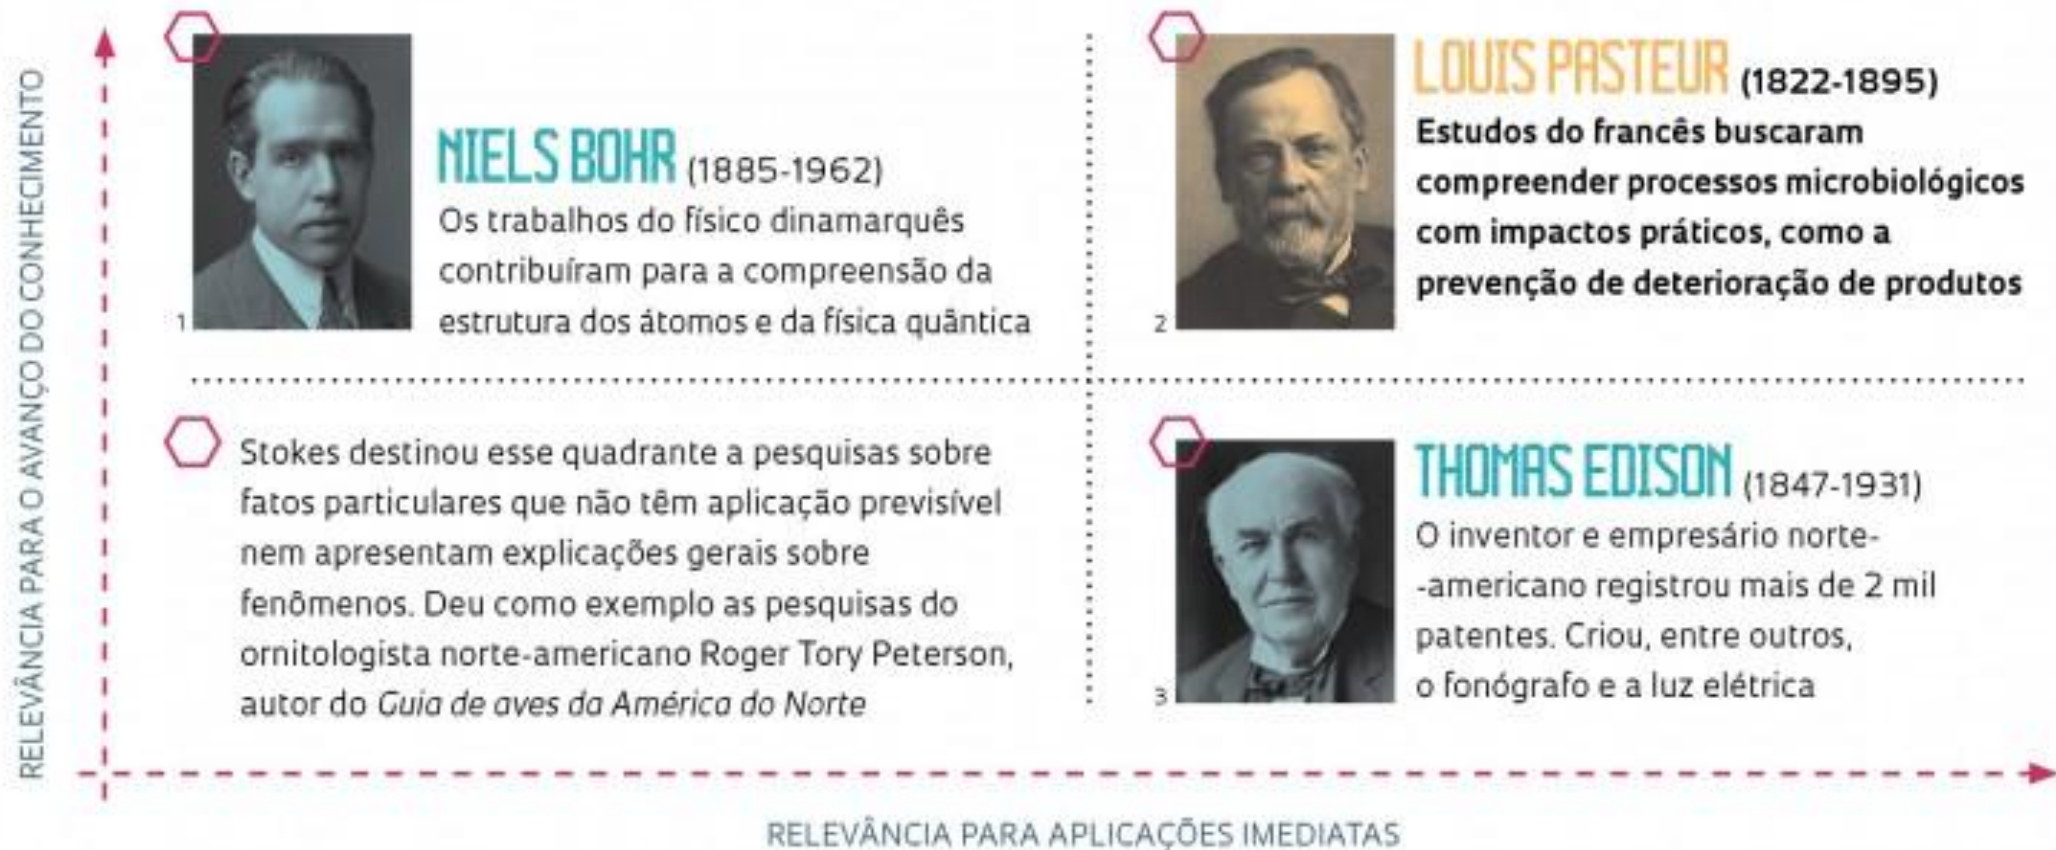 RELEVÂNCIA PARA O AVANÇO DO CONHECIMENTO
NIELS BOHR (1885-1962)
Os trabalhos do físico dinamarquês
contribuíram para a compreensão da
estrutura dos átomos e da física quântica
1
LOUIS PASTEUR (1822-1895)
Estudos do francês buscaram
compreender processos microbiológicos
com impactos práticos, como a
prevenção de deterioração de produtos
2
Stokes destinou esse quadrante a pesquisas sobre
fatos particulares que não têm aplicação previsível
nem apresentam explicações gerais sobre
fenômenos. Deu como exemplo as pesquisas do
ornitologista norte-americano Roger Tory Peterson,
autor do Guia de aves da América do Norte
THOMAS EDISON (1847-1931)
O inventor e empresário norte-
-americano registrou mais de 2 mil
patentes. Criou, entre outros,
o fonógrafo e a luz elétrica
3
RELEVÂNCIA PARA APLICAÇÕES IMEDIATAS